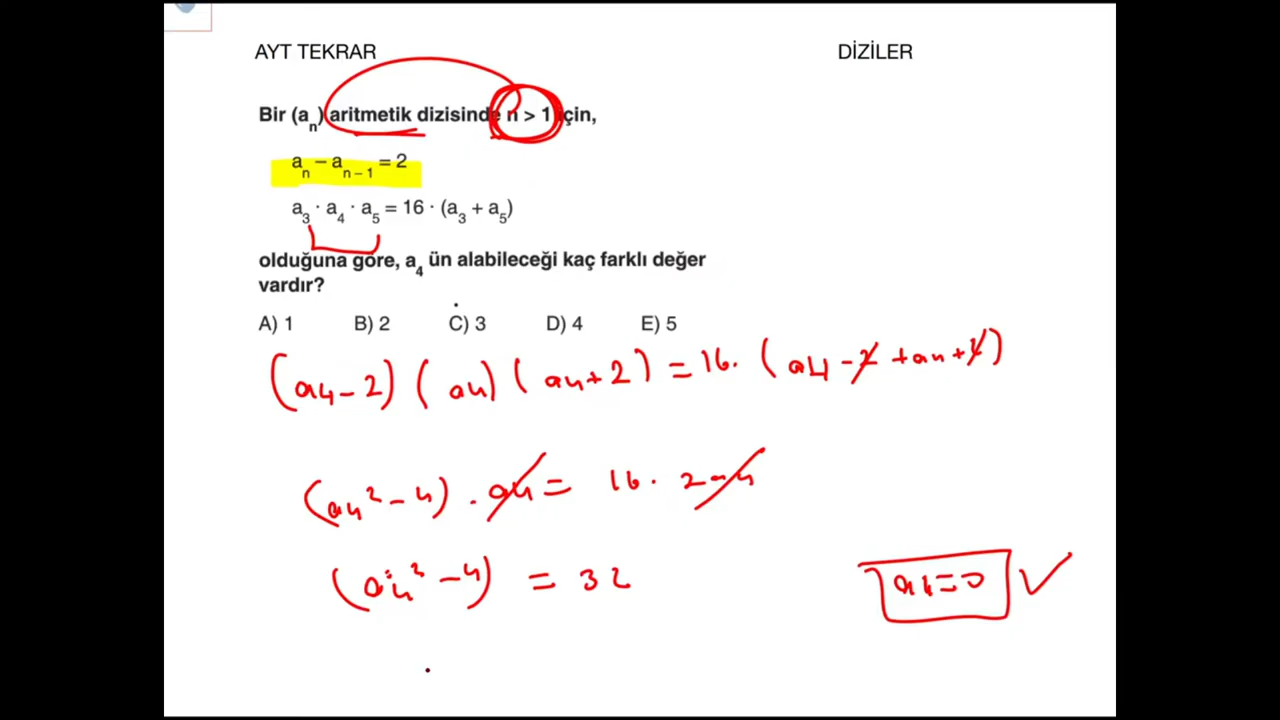 AYT TEKRAR
DİZİLER
Bir (aₙ) aritmetik dizisinde n > 1 için,
aₙ – aₙ₋₁ = 2
a₃ · a₄ · a₅ = 16 · (a₃ + a₅)
olduğuna göre, a₄ ün alabileceği kaç farklı değer
vardır?
A) 1 B) 2 C) 3 D) 4 E) 5
(a4 - 2) (a4) (a4 + 2) = 16. (a4 - 2 + a4 + 2)
(a4² - 4) . a4 = 16 . 2a4
(a4² - 4) = 32
a4 = 0 ✓